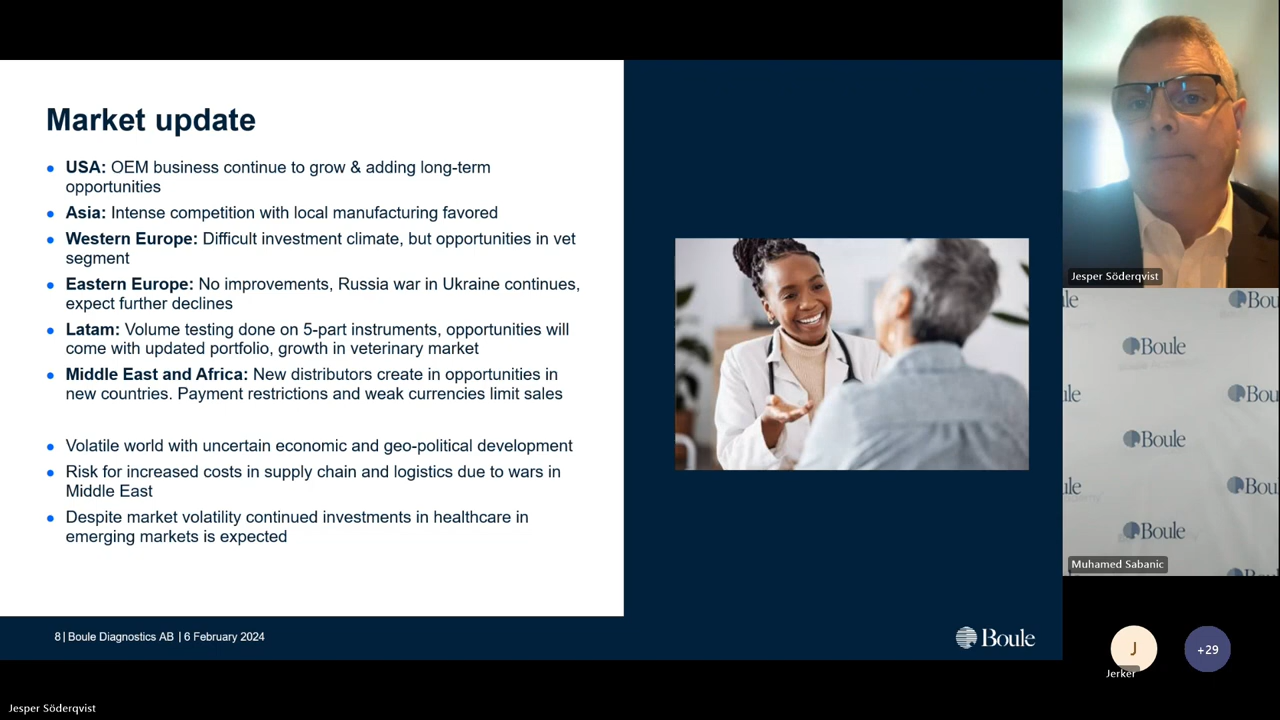 Market update
USA: OEM business continue to grow & adding long-term
opportunities
Asia: Intense competition with local manufacturing favored
Western Europe: Difficult investment climate, but opportunities in vet
segment
Eastern Europe: No improvements, Russia war in Ukraine continues,
expect further declines
Latam: Volume testing done on 5-part instruments, opportunities will
come with updated portfolio, growth in veterinary market
Middle East and Africa: New distributors create in opportunities in
new countries. Payment restrictions and weak currencies limit sales
Volatile world with uncertain economic and geo-political development
Risk for increased costs in supply chain and logistics due to wars in
Middle East
Despite market volatility continued investments in healthcare in
emerging markets is expected
8| Boule Diagnostics AB | 6 February 2024
Boule
Jesper Söderqvist
le
Bou
Boule
le
Bou
Boule
le
Bou
Boule
Muhamed Sabanic
J
Jerker
+29
Jesper Söderqvist